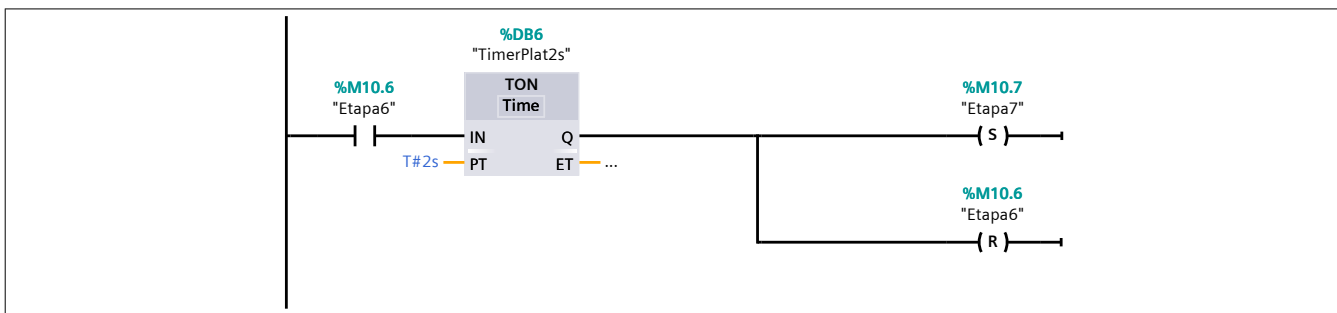 %DB6
"TimerPlat2s"
%M10.6
"Etapa6"
TON
Time
%M10.7
"Etapa7"
IN
Q
( S )
T#2s
PT
ET
...
%M10.6
"Etapa6"
( R )